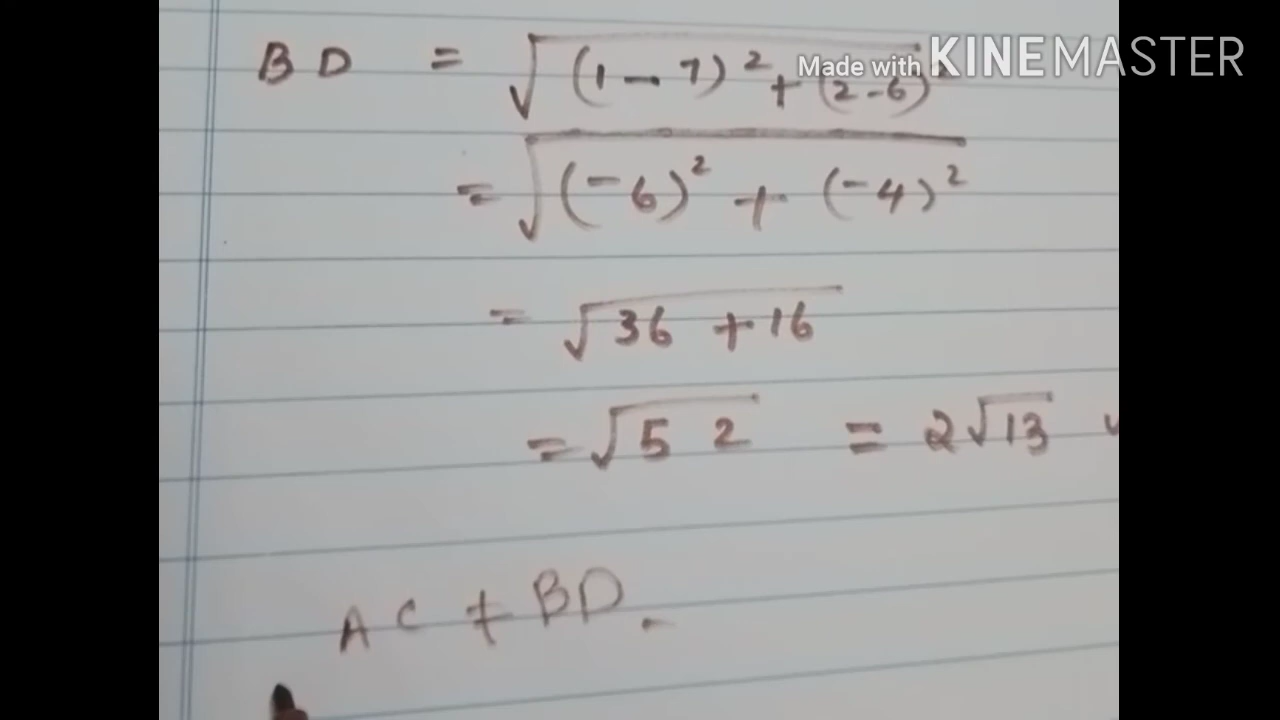 Made with KINEMASTER
BD = √(1-7)² + (2-6)²
= √(-6)² + (-4)²
= √36 + 16
= √52 = 2√13
AC ≠ BD.